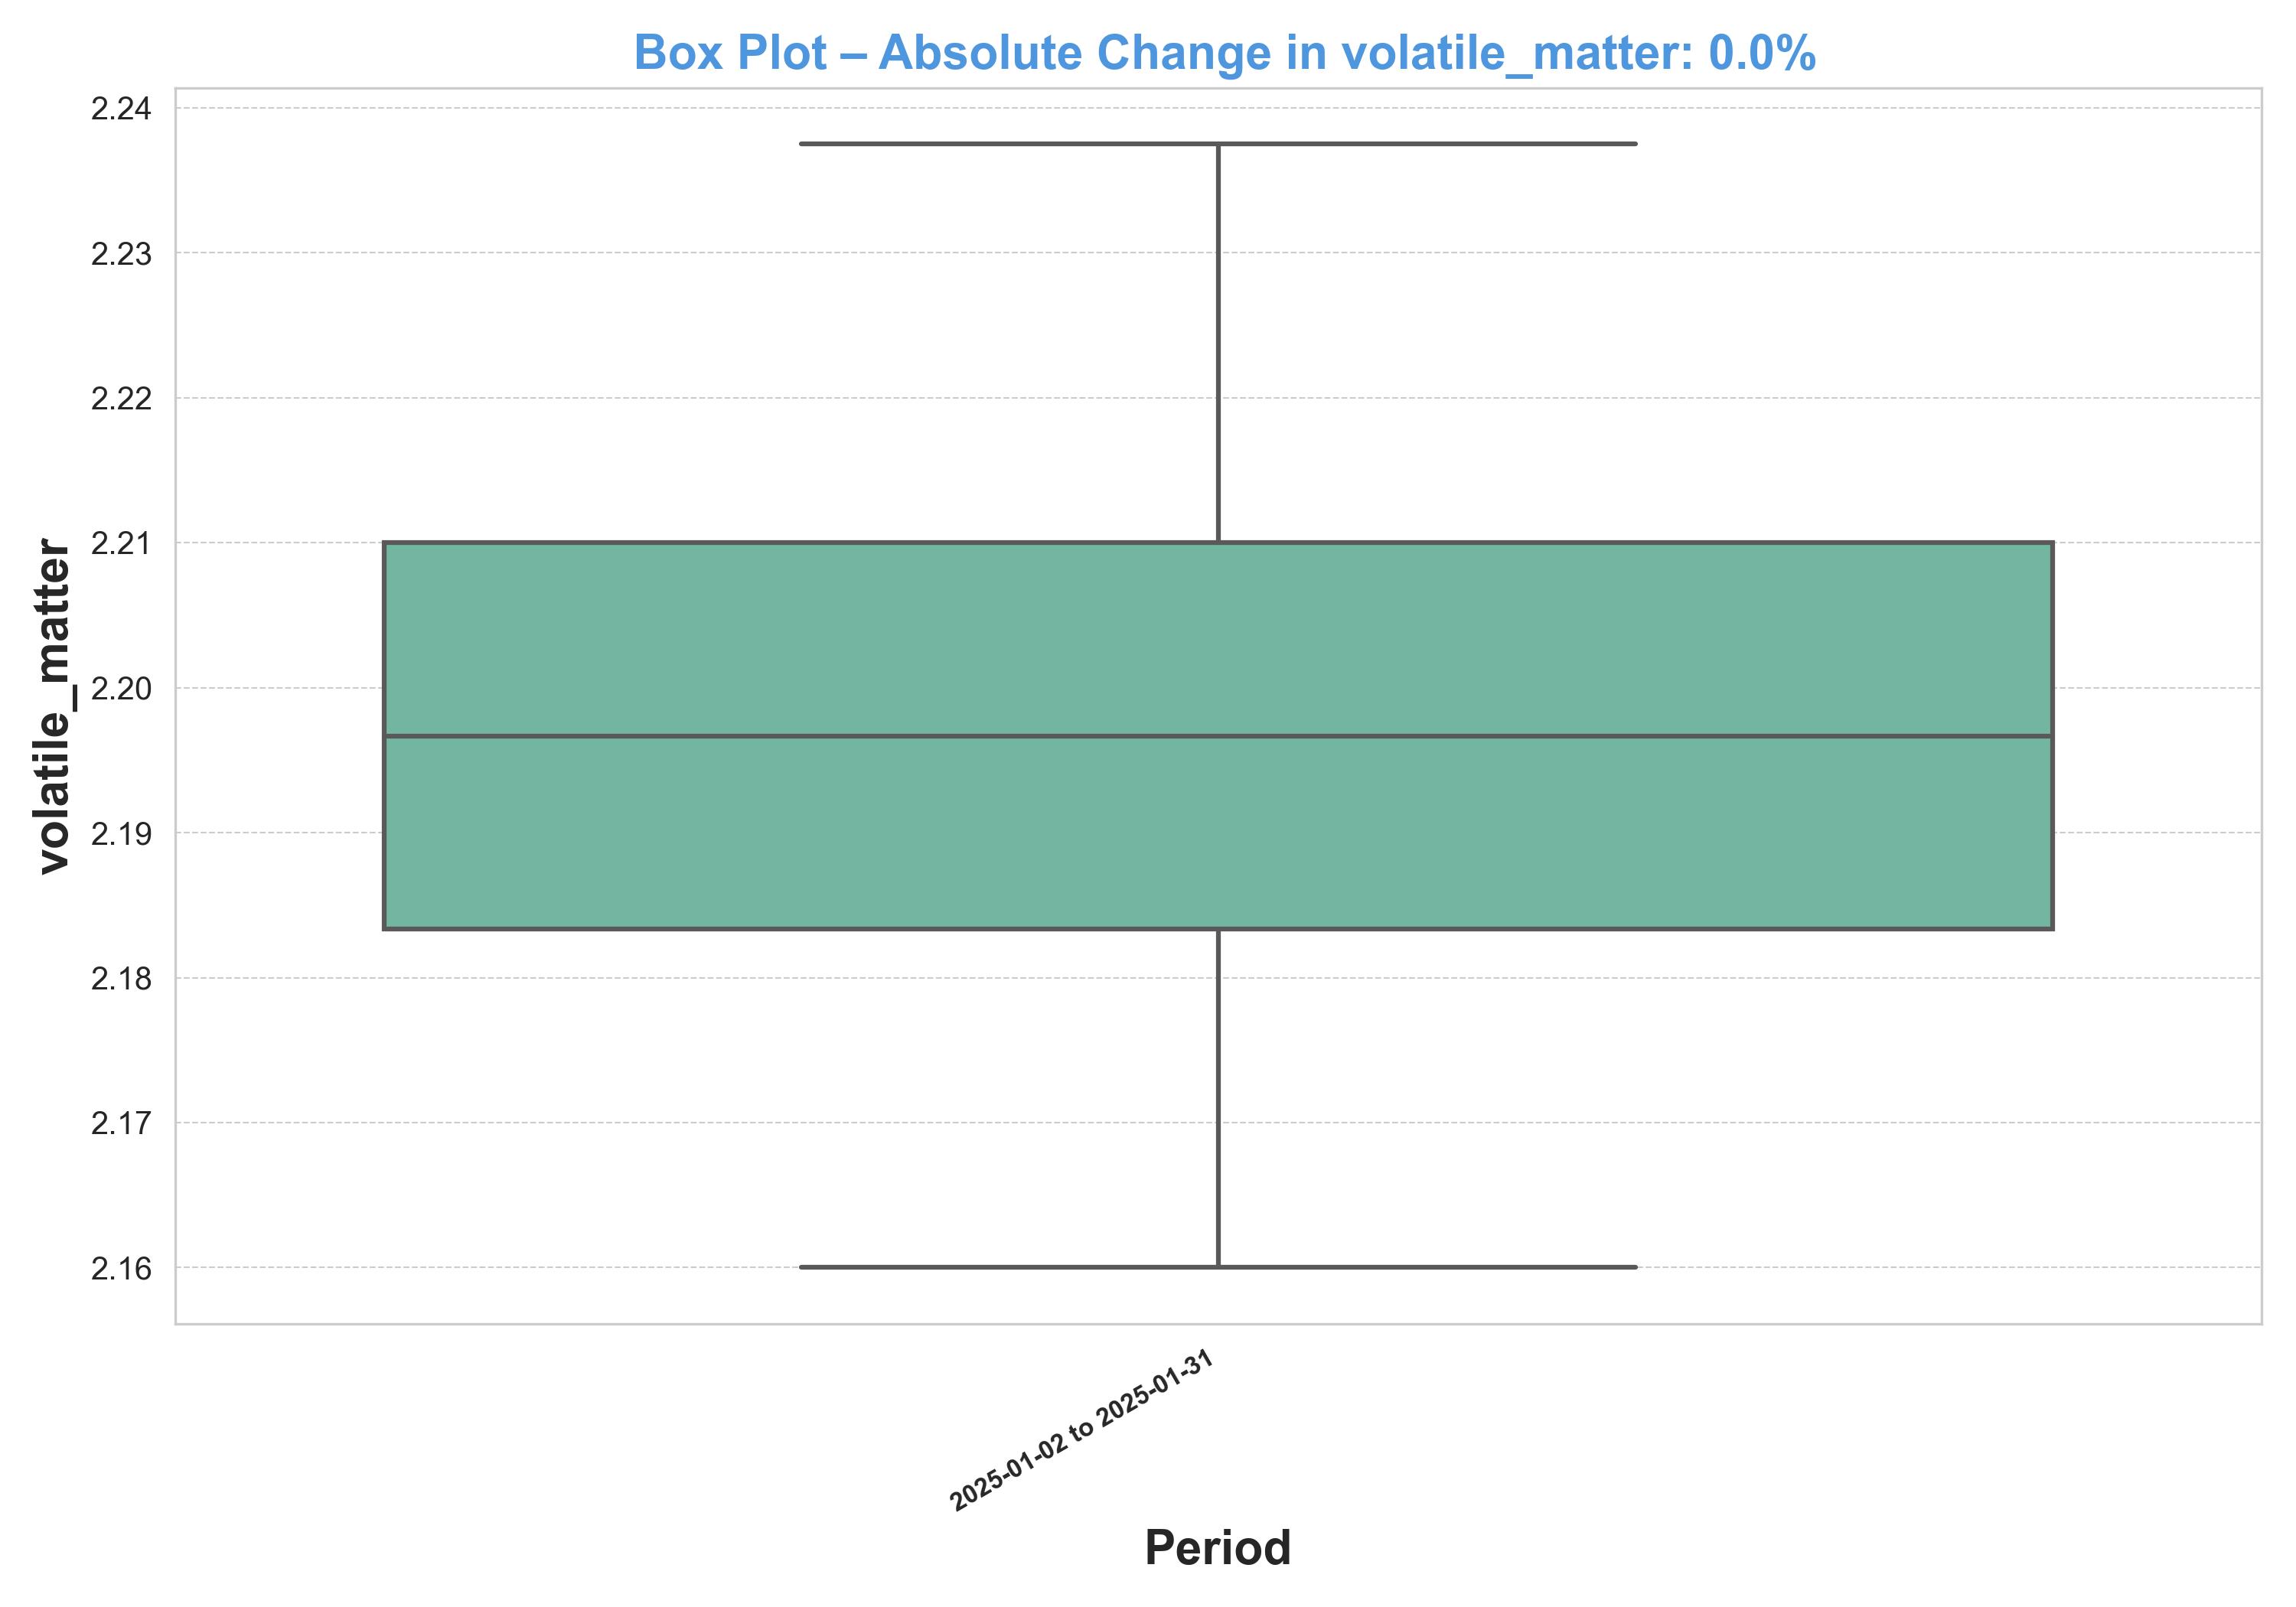 Box Plot – Absolute Change in volatile_matter: 0.0%
volatile_matter
2.24
2.23
2.22
2.21
2.20
2.19
2.18
2.17
2.16
2025-01-02 to 2025-01-31
Period